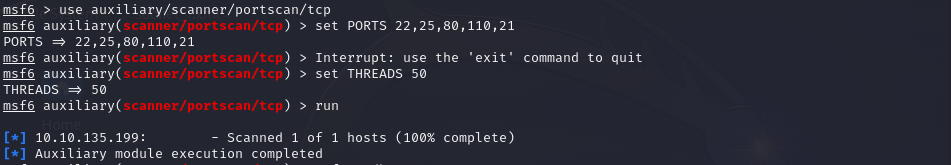 msf6 > use auxiliary/scanner/portscan/tcp
msf6 auxiliary(scanner/portscan/tcp) > set PORTS 22,25,80,110,21
PORTS ⇒ 22,25,80,110,21
msf6 auxiliary(scanner/portscan/tcp) > Interrupt: use the 'exit' command to quit
msf6 auxiliary(scanner/portscan/tcp) > set THREADS 50
THREADS ⇒ 50
msf6 auxiliary(scanner/portscan/tcp) > run
Home
[*] 10.10.135.199: - Scanned 1 of 1 hosts (100% complete)
[*] Auxiliary module execution completed